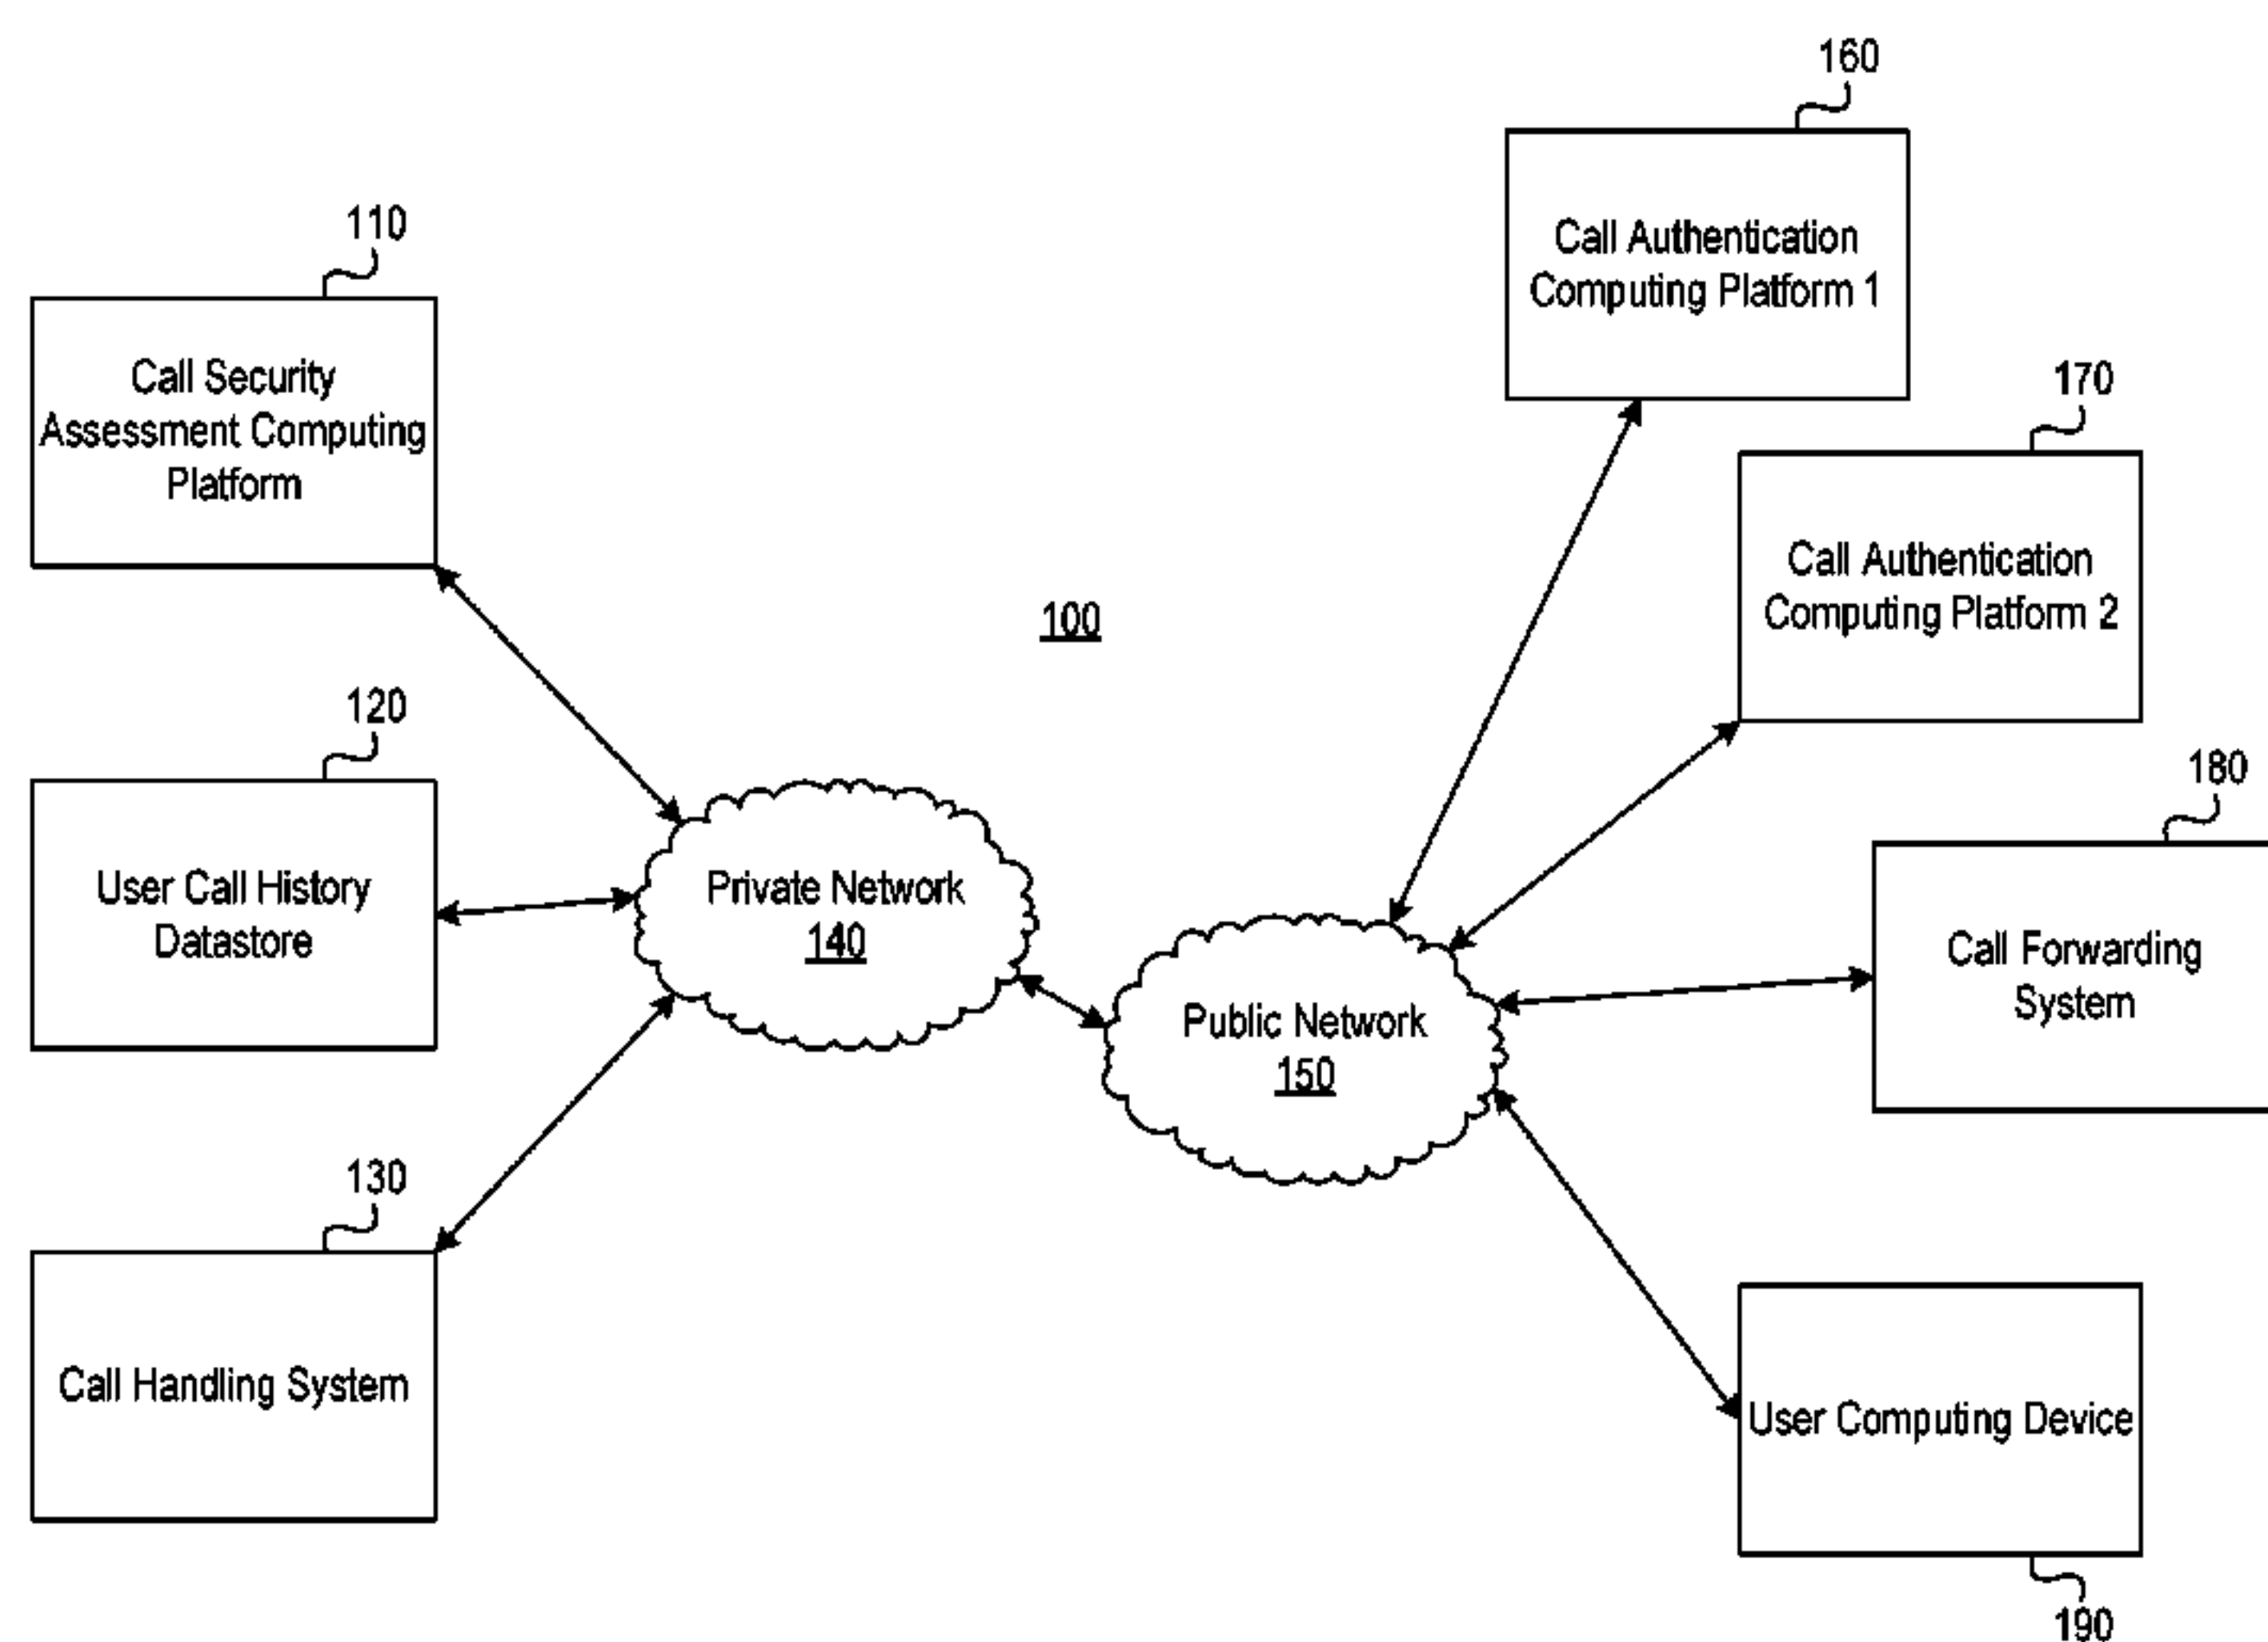 160
Call Authentication
Computing Platform 1
110
Call Security
Assessment Computing
Platform
170
Call Authentication
Computing Platform 2
100
120
User Call History
Datastore
Private Network
140
180
Call Forwarding
System
Public Network
150
130
Call Handling System
User Computing Device
190